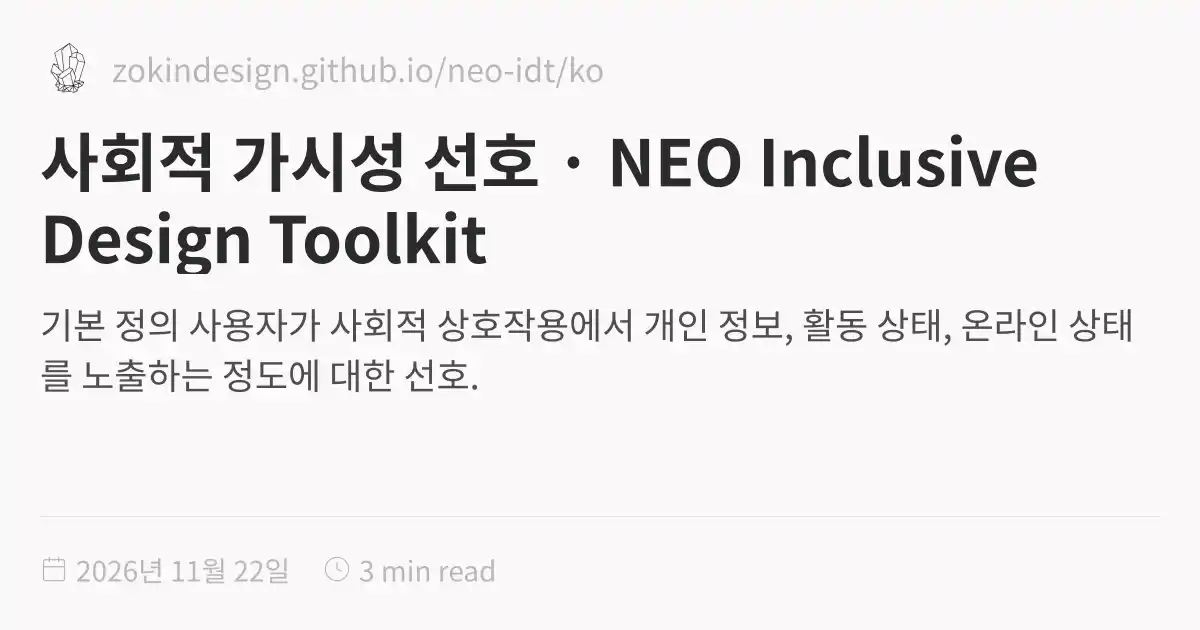 zokindesign.github.io/neo-idt/ko
사회적 가시성 선호 · NEO Inclusive
Design Toolkit
기본 정의 사용자가 사회적 상호작용에서 개인 정보, 활동 상태, 온라인 상태
를 노출하는 정도에 대한 선호.
2026년 11월 22일 3 min read